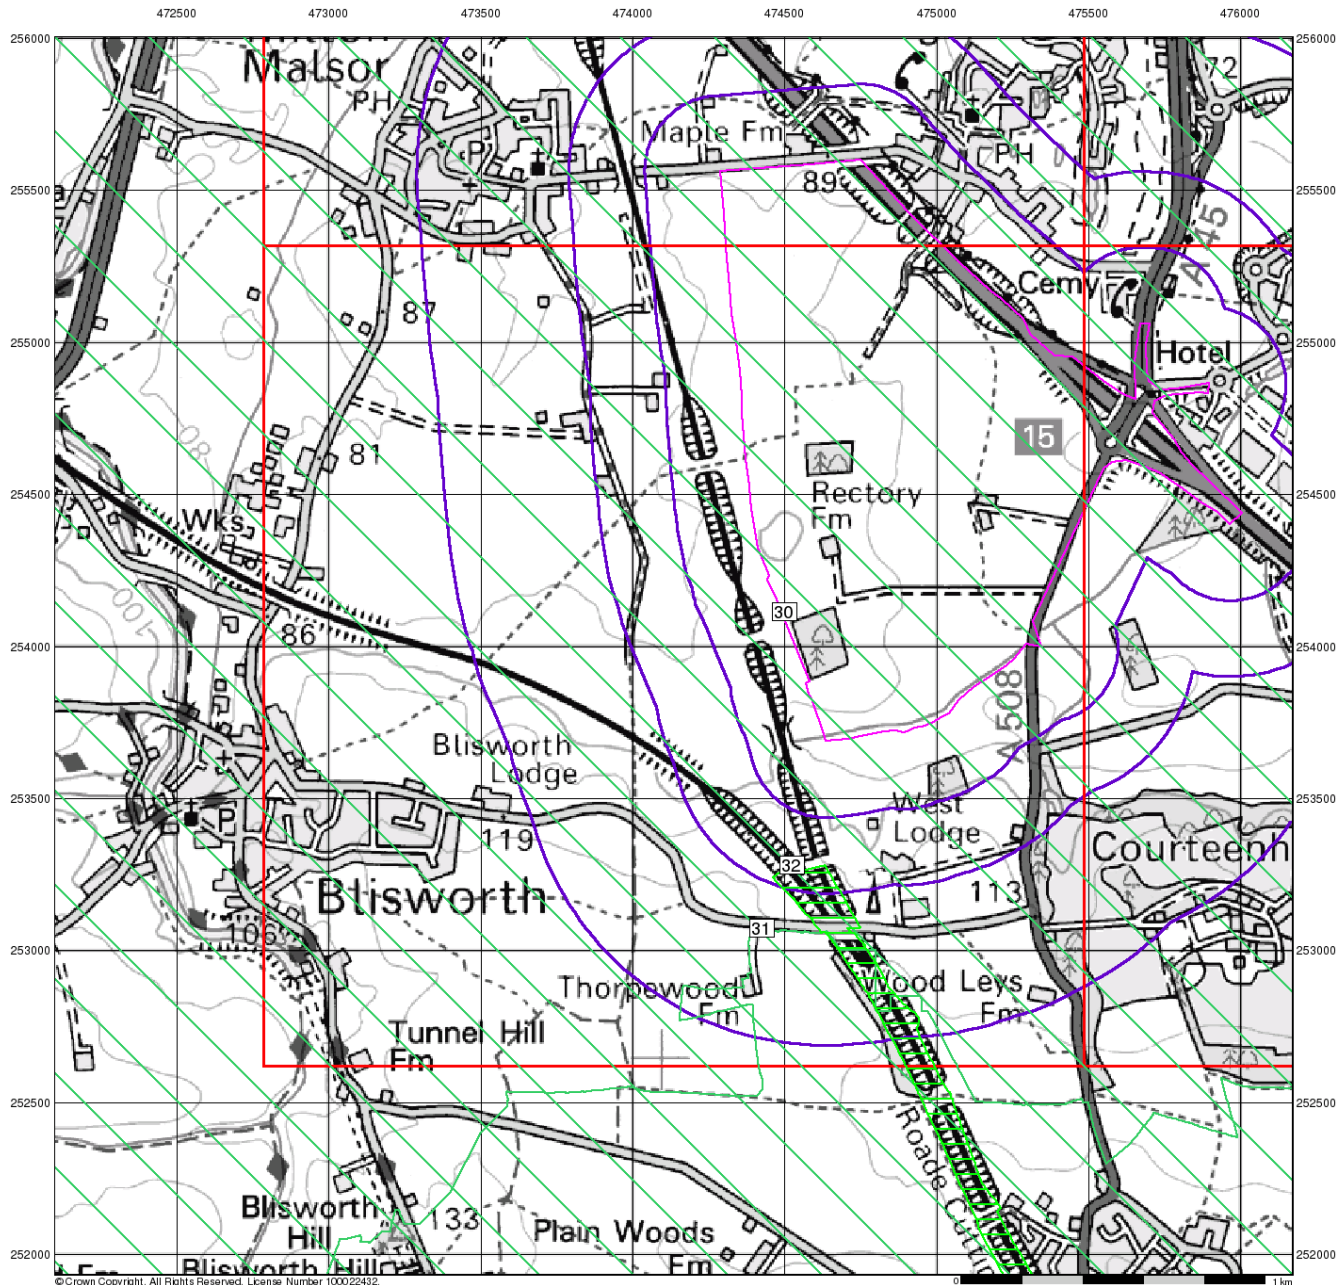 472500 473000 473500 474000 474500 475000 475500 476000
256000 256000
Malsor
PH
72
Maple Fm
P
PH
89
255500 255500
A 45
Cemy
87
255000 255000
Hotel
15
81
80
254500 254500
Rectory
Fm
Wks
100
30
86
254000 254000
A 508
Blisworth
Lodge
253500 253500
West
Lodge
P
119
Courteenh
32
113
Blisworth
106
31
253000 253000
Thorpewood
Fm
Wood Leys
Fm
Tunnel Hill
Fm
252500 252500
Roade Cutting
Blisworth
Hill
133
Plain Woods
Fm
252000 252000
Fm
Blisworth Hill
© Crown Copyright. All Rights Reserved. License Number 100022432.
0 1 km